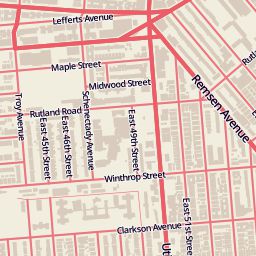 Lefferts Avenue
Maple Street
Midwood Street
Rutland Road
Troy Avenue
East 45th Street
East 46th Street
Schenectady Avenue
East 49th Street
Remsen Avenue
Winthrop Street
East 51st Street
Clarkson Avenue